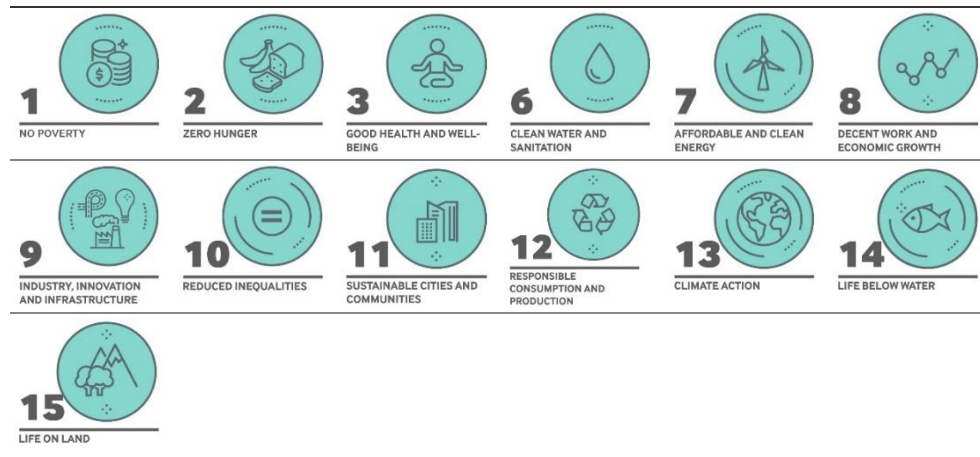 1
NO POVERTY
2
ZERO HUNGER
3
GOOD HEALTH AND WELL-
BEING
6
CLEAN WATER AND
SANITATION
7
AFFORDABLE AND CLEAN
ENERGY
8
DECENT WORK AND
ECONOMIC GROWTH
9
INDUSTRY, INNOVATION
AND INFRASTRUCTURE
10
REDUCED INEQUALITIES
11
SUSTAINABLE CITIES AND
COMMUNITIES
12
RESPONSIBLE
CONSUMPTION AND
PRODUCTION
13
CLIMATE ACTION
14
LIFE BELOW WATER
15
LIFE ON LAND